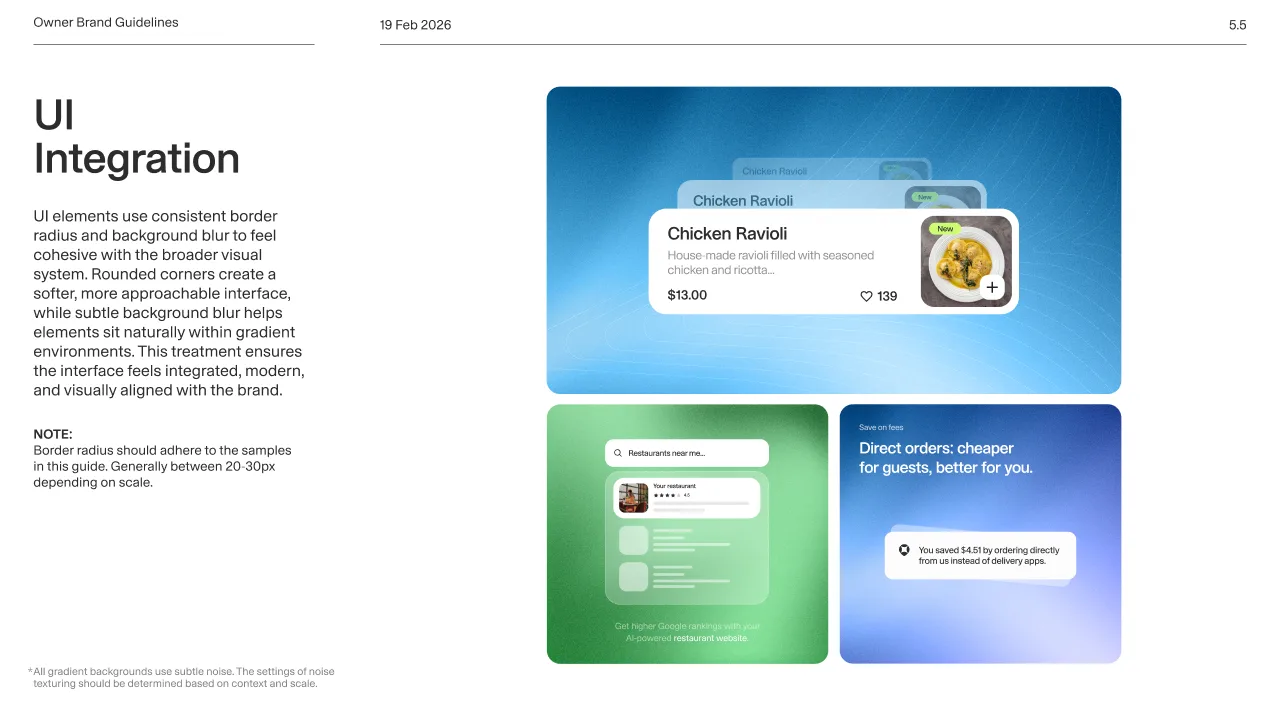 Owner Brand Guidelines
19 Feb 2026
5.5
UI
Integration
UI elements use consistent border
radius and background blur to feel
cohesive with the broader visual
system. Rounded corners create a
softer, more approachable interface,
while subtle background blur helps
elements sit naturally within gradient
environments. This treatment ensures
the interface feels integrated, modern,
and visually aligned with the brand.
NOTE:
Border radius should adhere to the samples
in this guide. Generally between 20-30px
depending on scale.
*All gradient backgrounds use subtle noise. The settings of noise
texturing should be determined based on context and scale.
Chicken Ravioli
Chicken Ravioli
New
Chicken Ravioli
New
House-made ravioli filled with seasoned
chicken and ricotta...
$13.00
139
Restaurants near me...
Your restaurant
4.5
Get higher Google rankings with your
AI-powered restaurant website.
Save on fees
Direct orders: cheaper
for guests, better for you.
You saved $4.51 by ordering directly
from us instead of delivery apps.